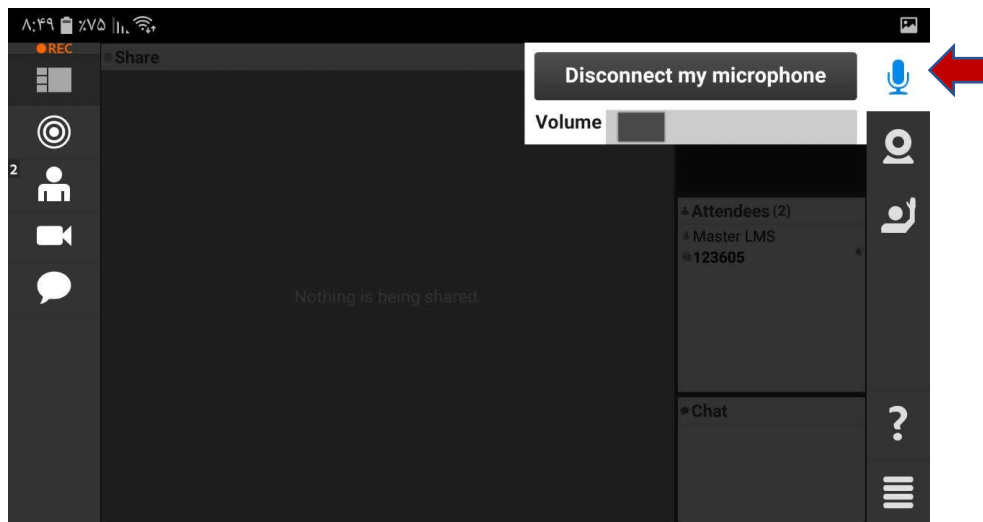 ۸:۴۹ ٪۷۵
REC
Share
Disconnect my microphone
Volume
2
Attendees (2)
Master LMS
123605
Nothing is being shared.
Chat
?